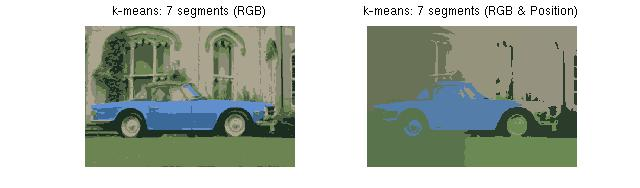 k-means: 7 segments (RGB)
k-means: 7 segments (RGB & Position)